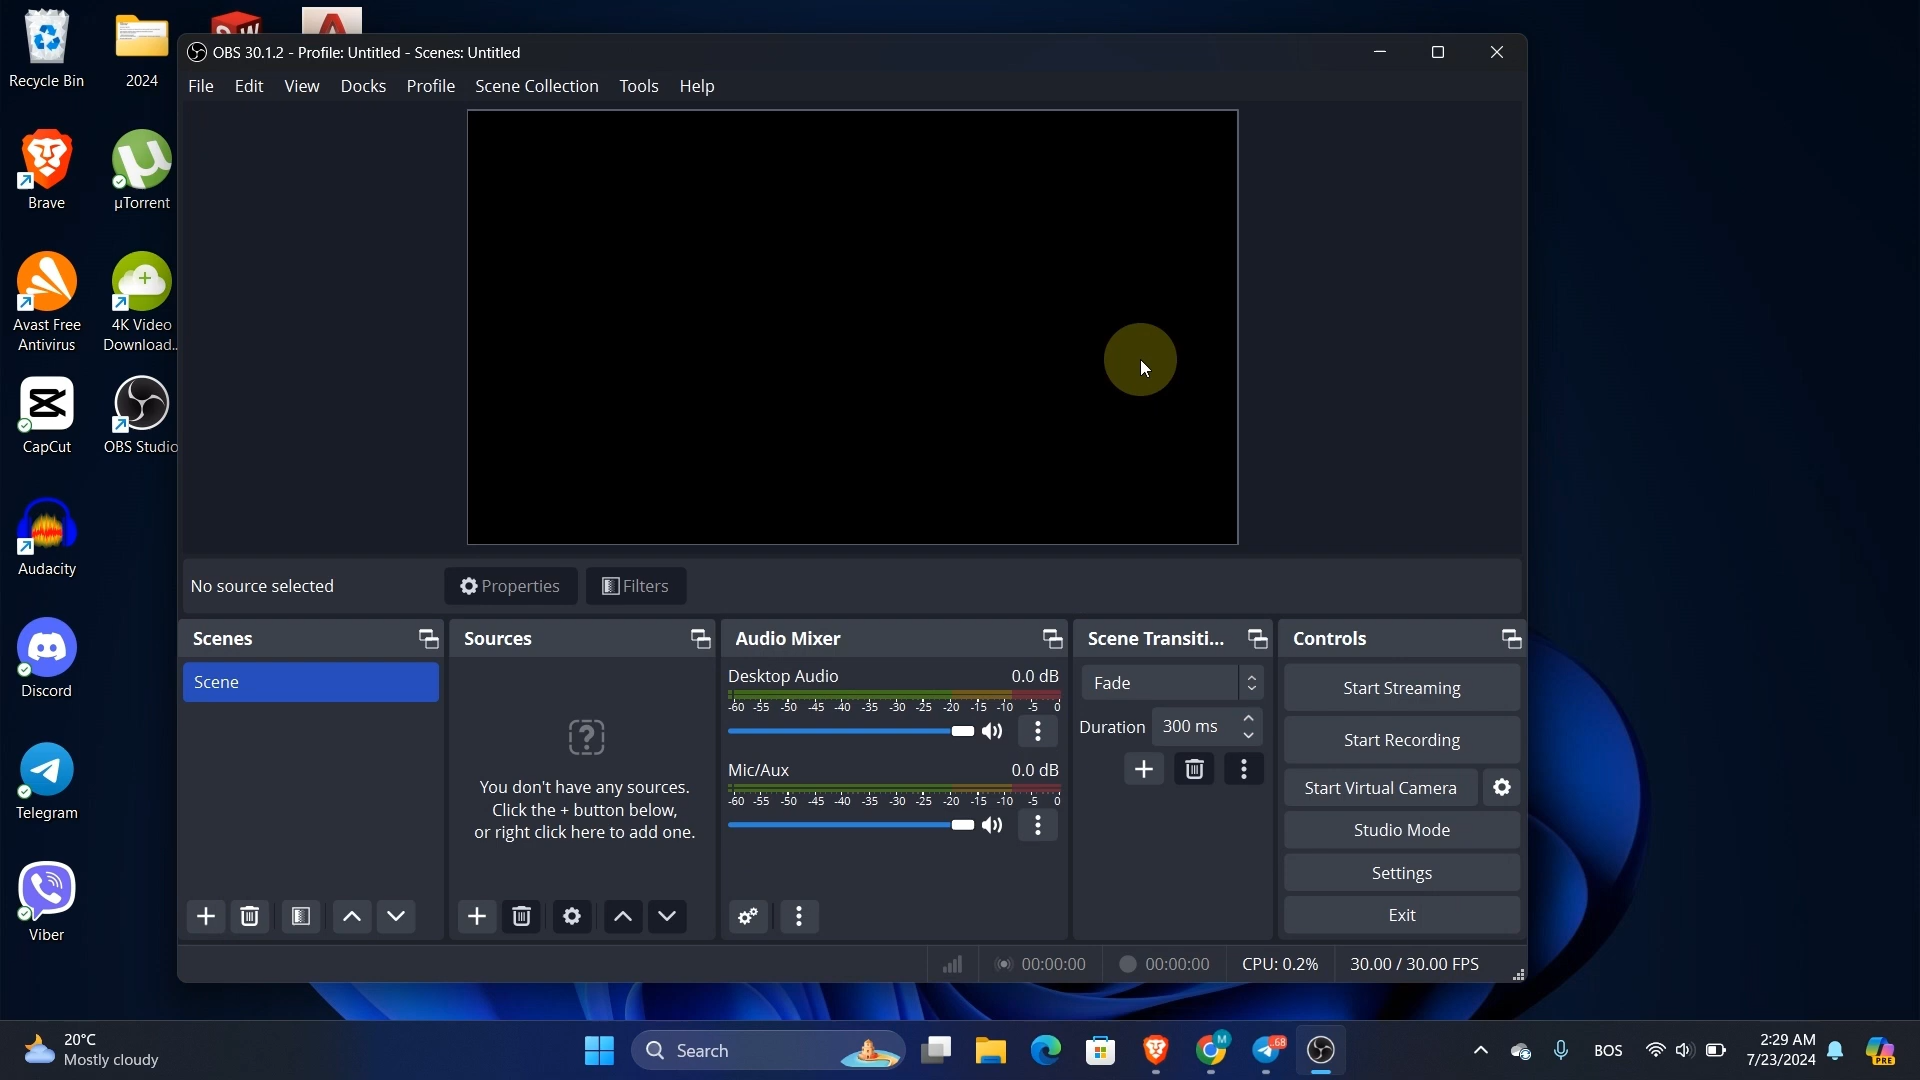 Recycle Bin
2024
Brave
µTorrent
Avast Free
Antivirus
4K Video
Download...
CapCut
OBS Studio
Audacity
Discord
Telegram
Viber
OBS 30.1.2 - Profile: Untitled - Scenes: Untitled
File Edit View Docks Profile Scene Collection Tools Help
No source selected
Properties
Filters
Scenes
Scene
Sources
You don't have any sources.
Click the + button below,
or right click here to add one.
Audio Mixer
Desktop Audio 0.0 dB
-60 -55 -50 -45 -40 -35 -30 -25 -20 -15 -10 -5 0
Mic/Aux 0.0 dB
-60 -55 -50 -45 -40 -35 -30 -25 -20 -15 -10 -5 0
Scene Transiti...
Fade
Duration 300 ms
Controls
Start Streaming
Start Recording
Start Virtual Camera
Studio Mode
Settings
Exit
00:00:00
00:00:00
CPU: 0.2%
30.00 / 30.00 FPS
20°C
Mostly cloudy
Search
M
68
BOS
2:29 AM
7/23/2024
PRE